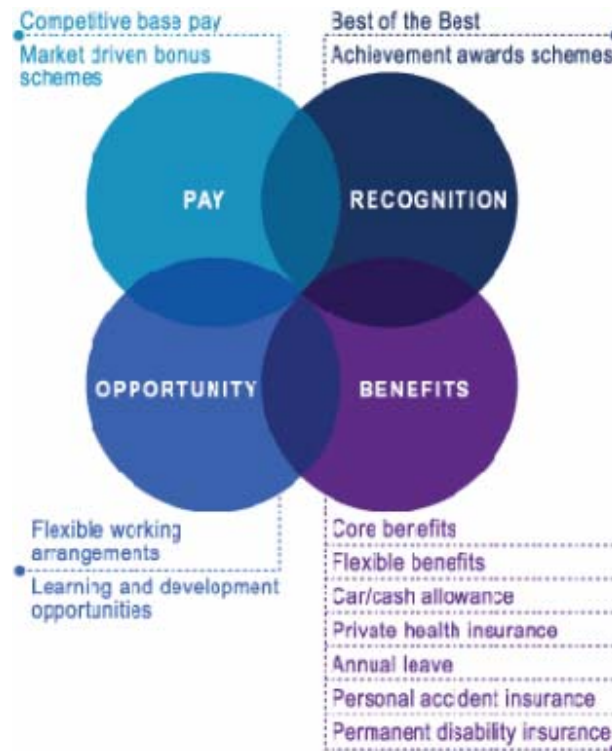 Competitive base pay
Market driven bonus
schemes
Best of the Best
Achievement awards schemes
PAY
RECOGNITION
OPPORTUNITY
BENEFITS
Flexible working
arrangements
Learning and development
opportunities
Core benefits
Flexible benefits
Car/cash allowance
Private health insurance
Annual leave
Personal accident insurance
Permanent disability insurance